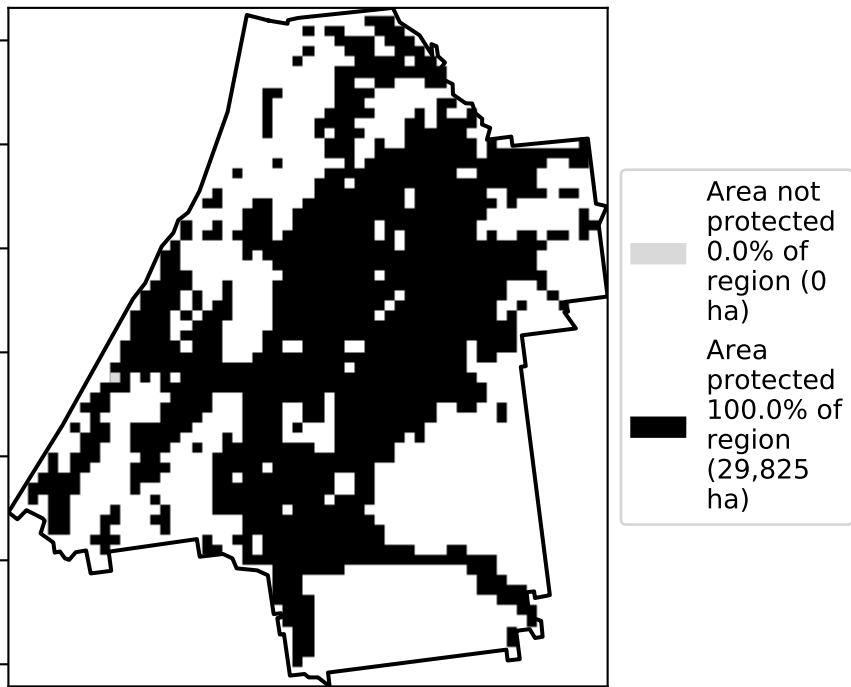 Area not
protected
0.0% of
region (0
ha)
Area
protected
100.0% of
region
(29,825
ha)